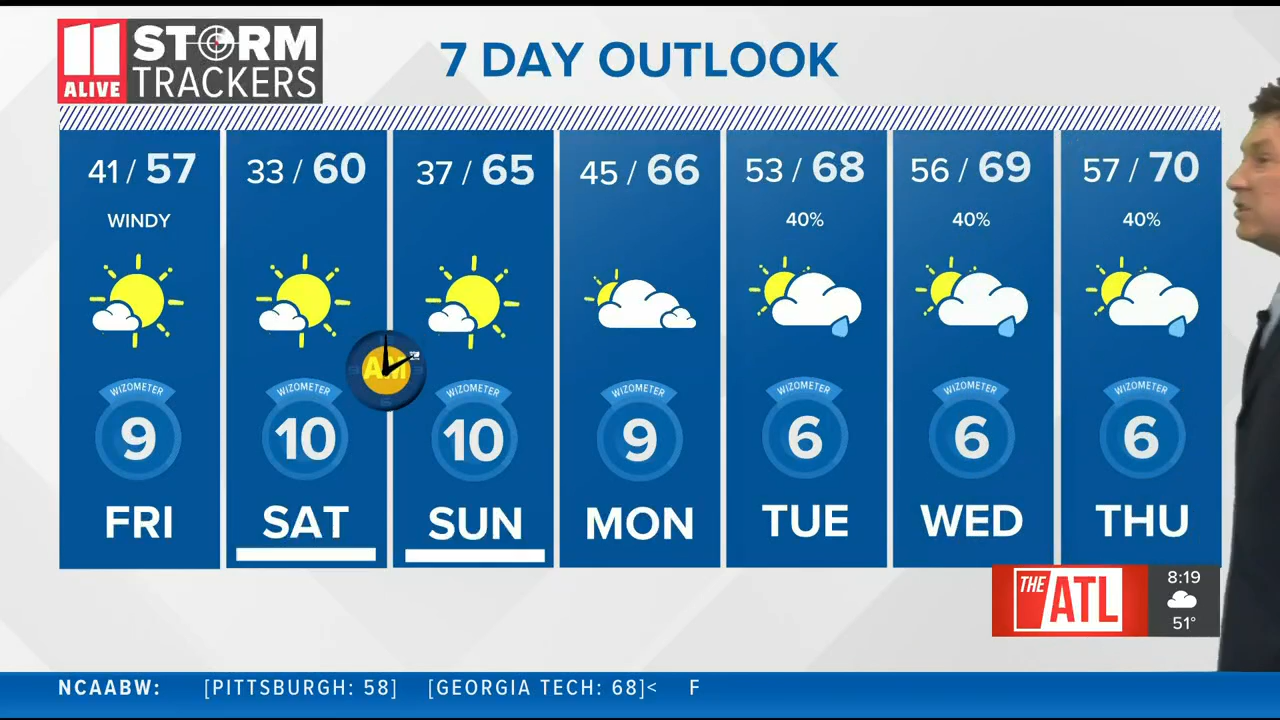 11 ALIVE
STORM
TRACKERS
7 DAY OUTLOOK
41 / 57
33 / 60
37 / 65
45 / 66
53 / 68
56 / 69
57 / 70
WINDY
40%
40%
40%
AM
WIZOMETER
WIZOMETER
WIZOMETER
WIZOMETER
WIZOMETER
WIZOMETER
WIZOMETER
9
10
10
9
6
6
6
FRI
SAT
SUN
MON
TUE
WED
THU
THE ATL
8:19
51°
NCAABW: [PITTSBURGH: 58] [GEORGIA TECH: 68]< F